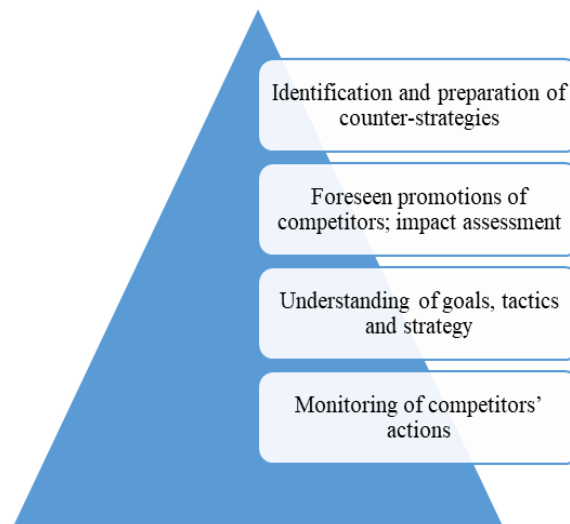 Identification and preparation of
counter-strategies
Foreseen promotions of
competitors; impact assessment
Understanding of goals, tactics
and strategy
Monitoring of competitors’
actions